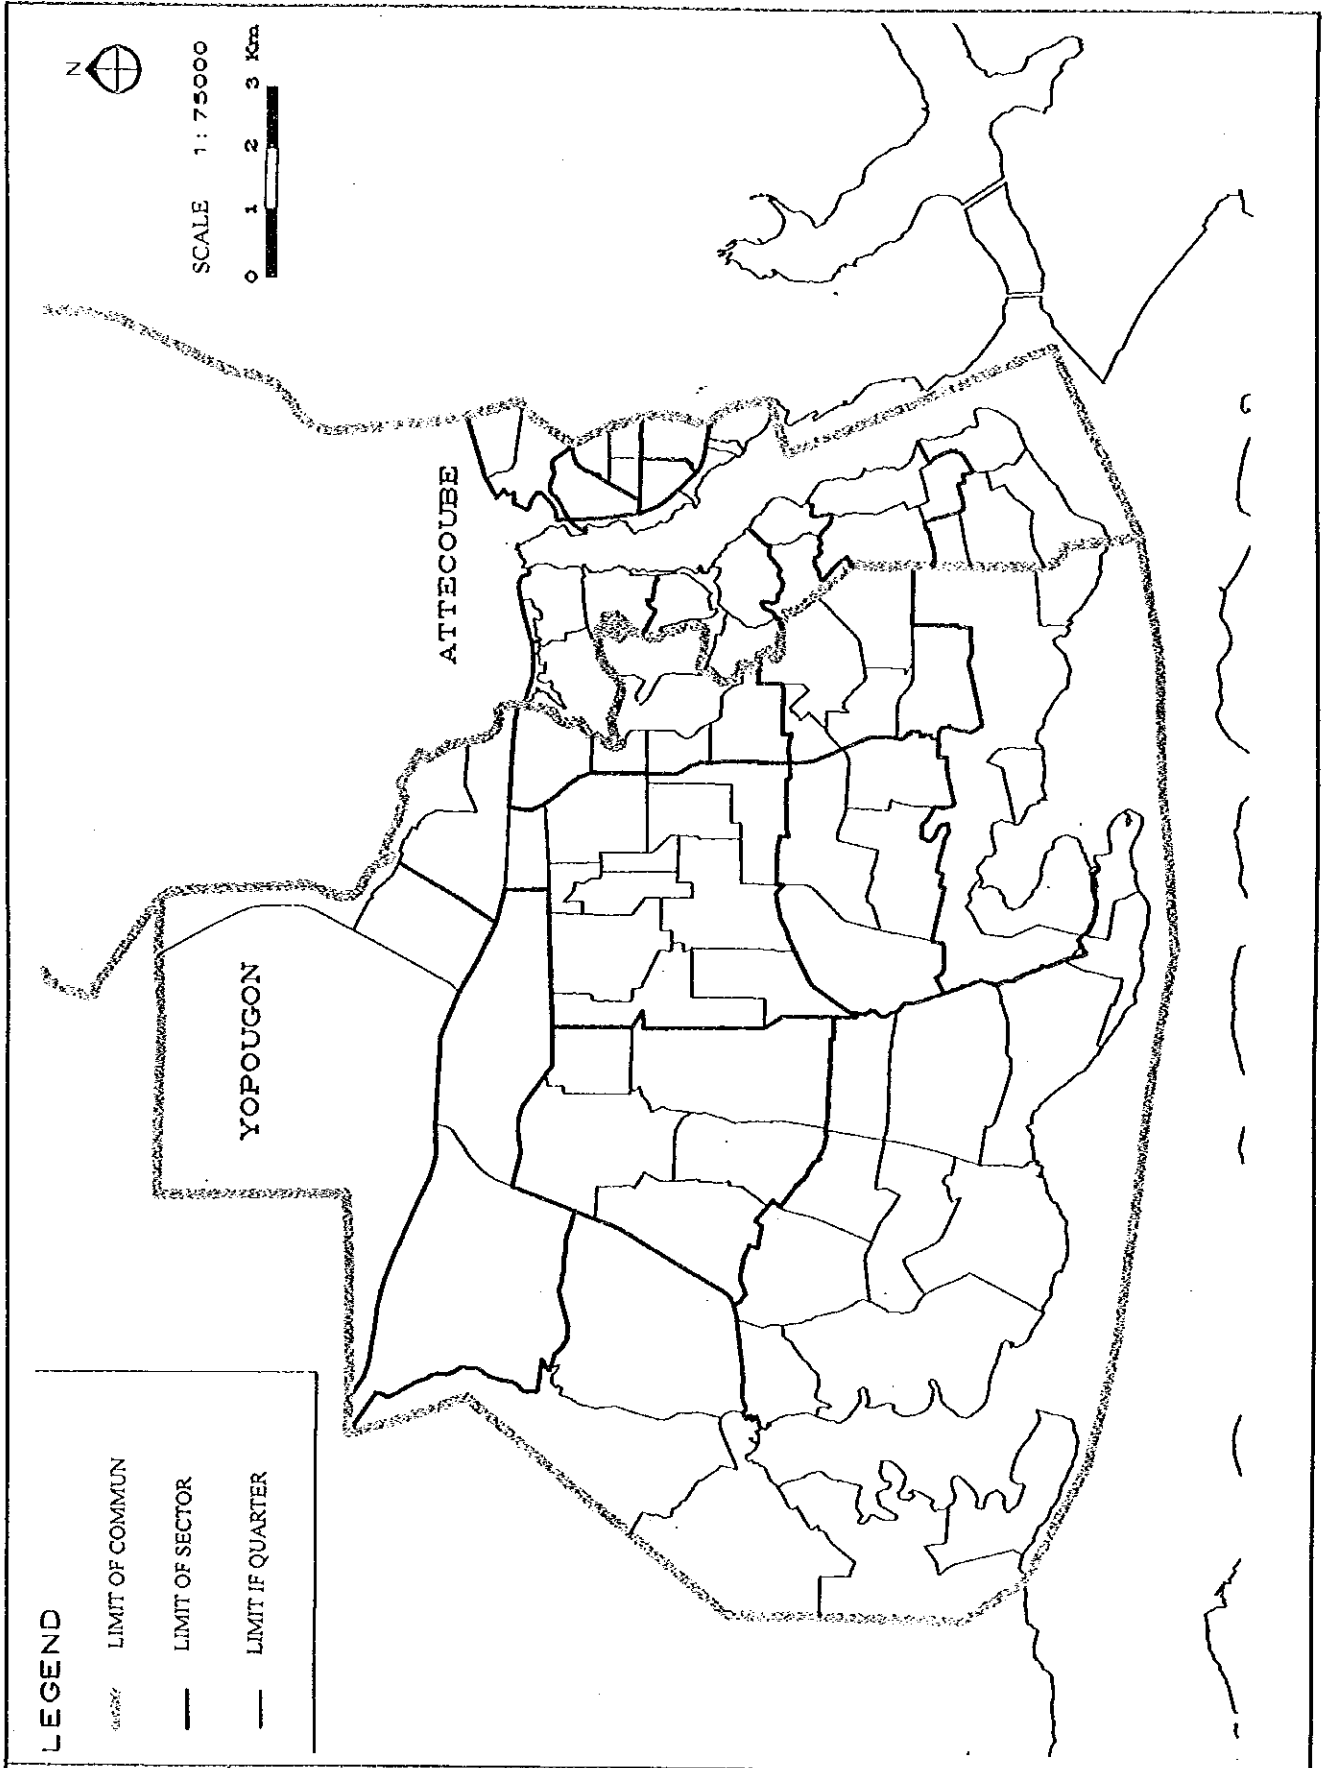 N
SCALE 1 : 75000
0 1 2 3 Km
ATTECOUBE
YOPOUGON
LEGEND
LIMIT OF COMMUN
LIMIT OF SECTOR
LIMIT IF QUARTER